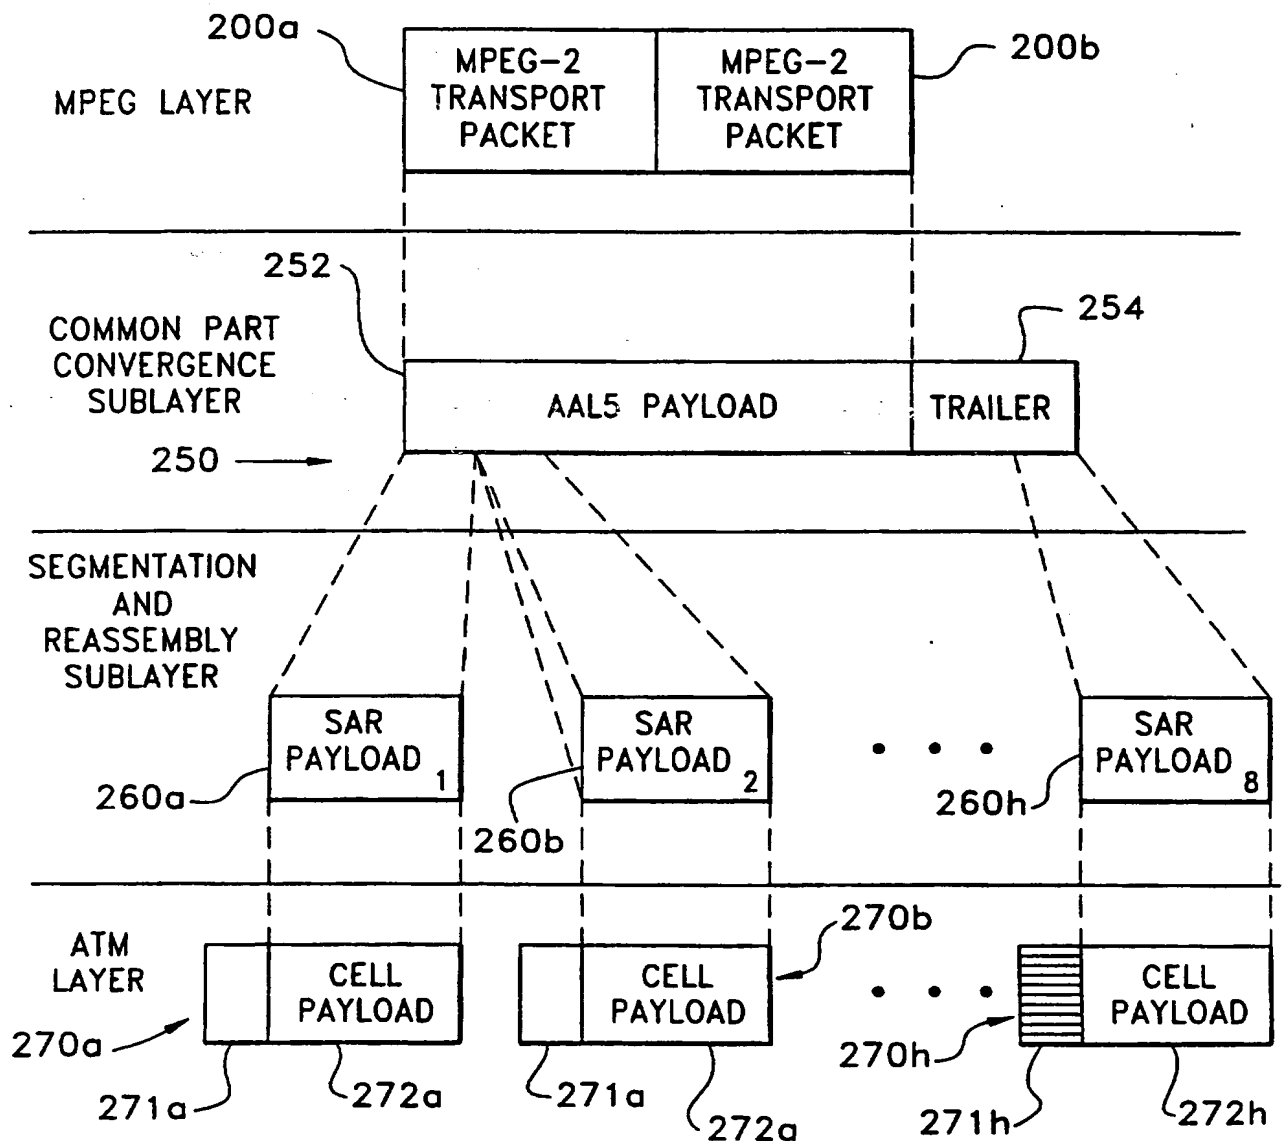 200a
MPEG-2
TRANSPORT
PACKET
MPEG-2
TRANSPORT
PACKET
200b
MPEG LAYER
252
254
COMMON PART
CONVERGENCE
SUBLAYER
AAL5 PAYLOAD
TRAILER
250
SEGMENTATION
AND
REASSEMBLY
SUBLAYER
SAR
PAYLOAD 1
SAR
PAYLOAD 2
SAR
PAYLOAD 8
260a
260b
260h
270b
ATM
LAYER
CELL
PAYLOAD
CELL
PAYLOAD
CELL
PAYLOAD
270a
270h
271a
272a
271a
272a
271h
272h